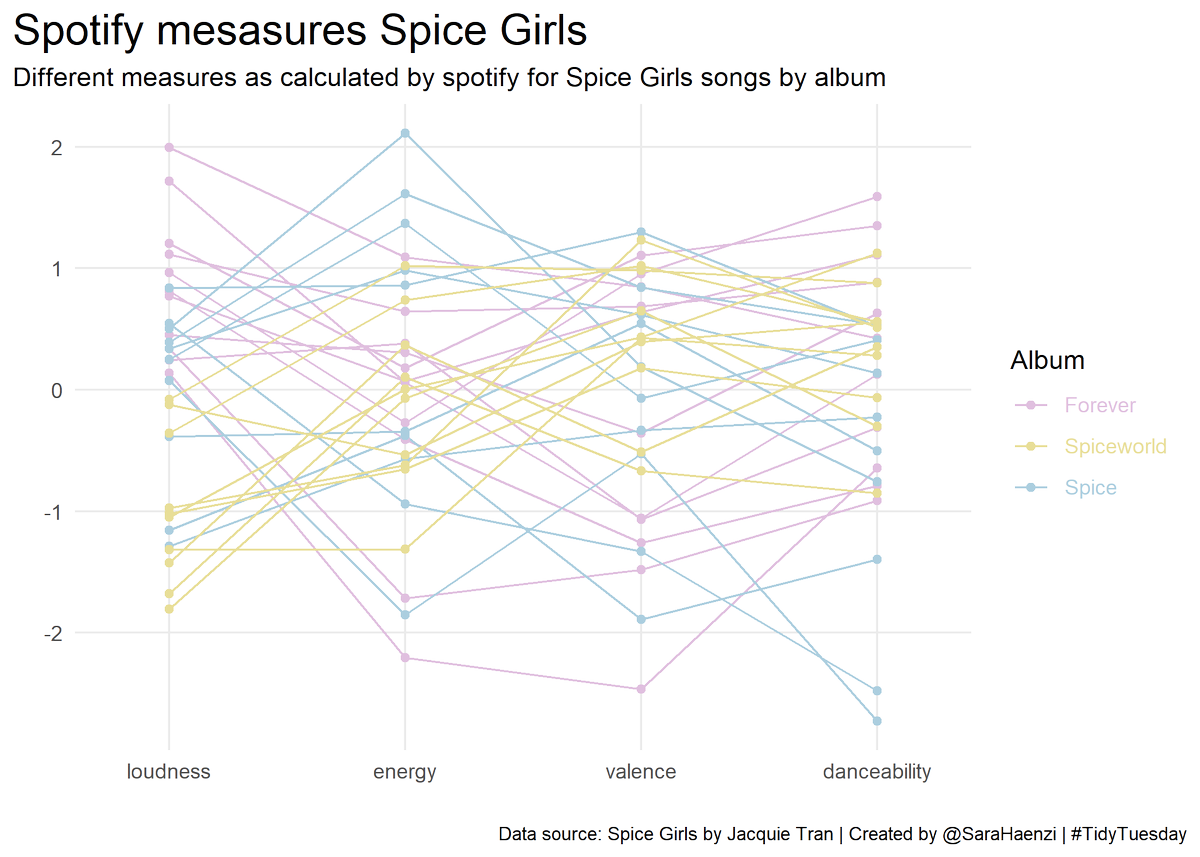 Spotify mesasures Spice Girls
Different measures as calculated by spotify for Spice Girls songs by album
2
1
0
-1
-2
loudness energy valence danceability
Album
Forever
Spiceworld
Spice
Data source: Spice Girls by Jacquie Tran | Created by @SaraHaenzi | #TidyTuesday